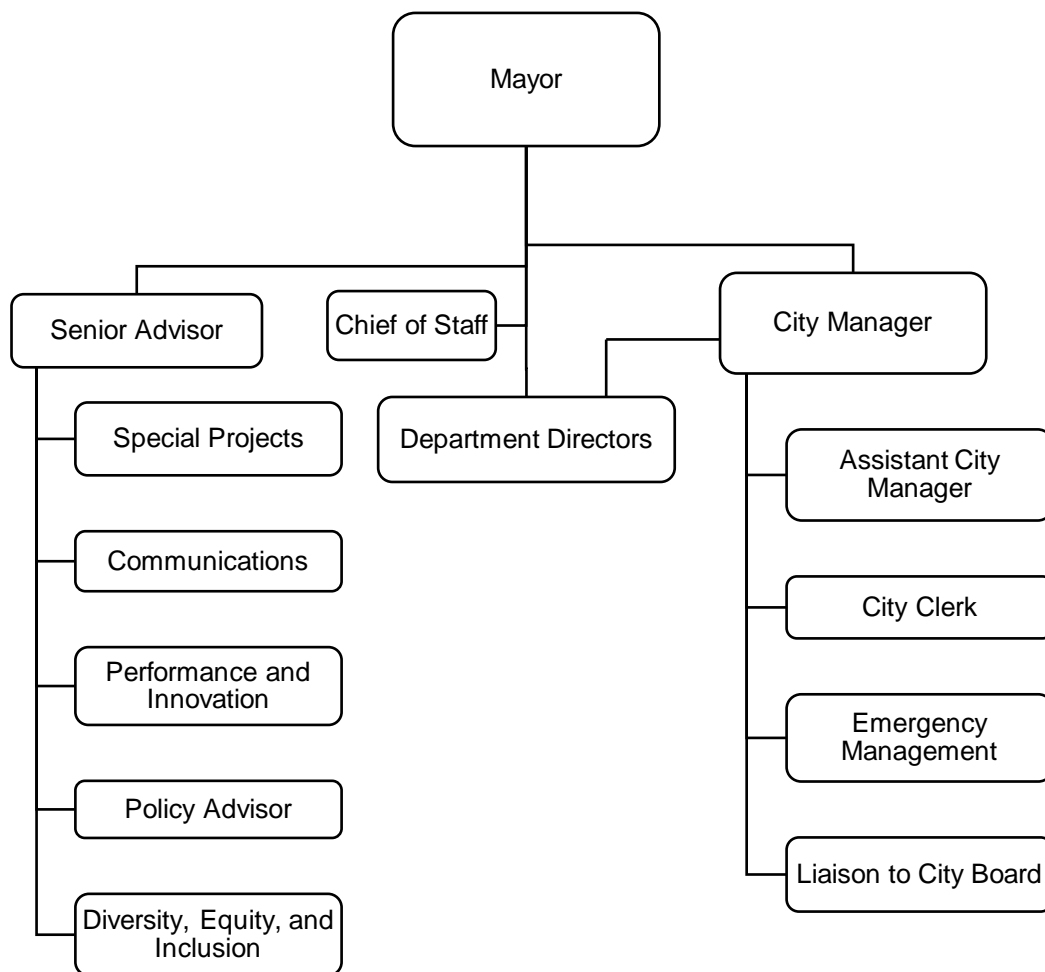 Mayor
Senior Advisor
Chief of Staff
City Manager
Special Projects
Department Directors
Assistant City
Manager
Communications
City Clerk
Performance and
Innovation
Emergency
Management
Policy Advisor
Liaison to City Board
Diversity, Equity, and
Inclusion